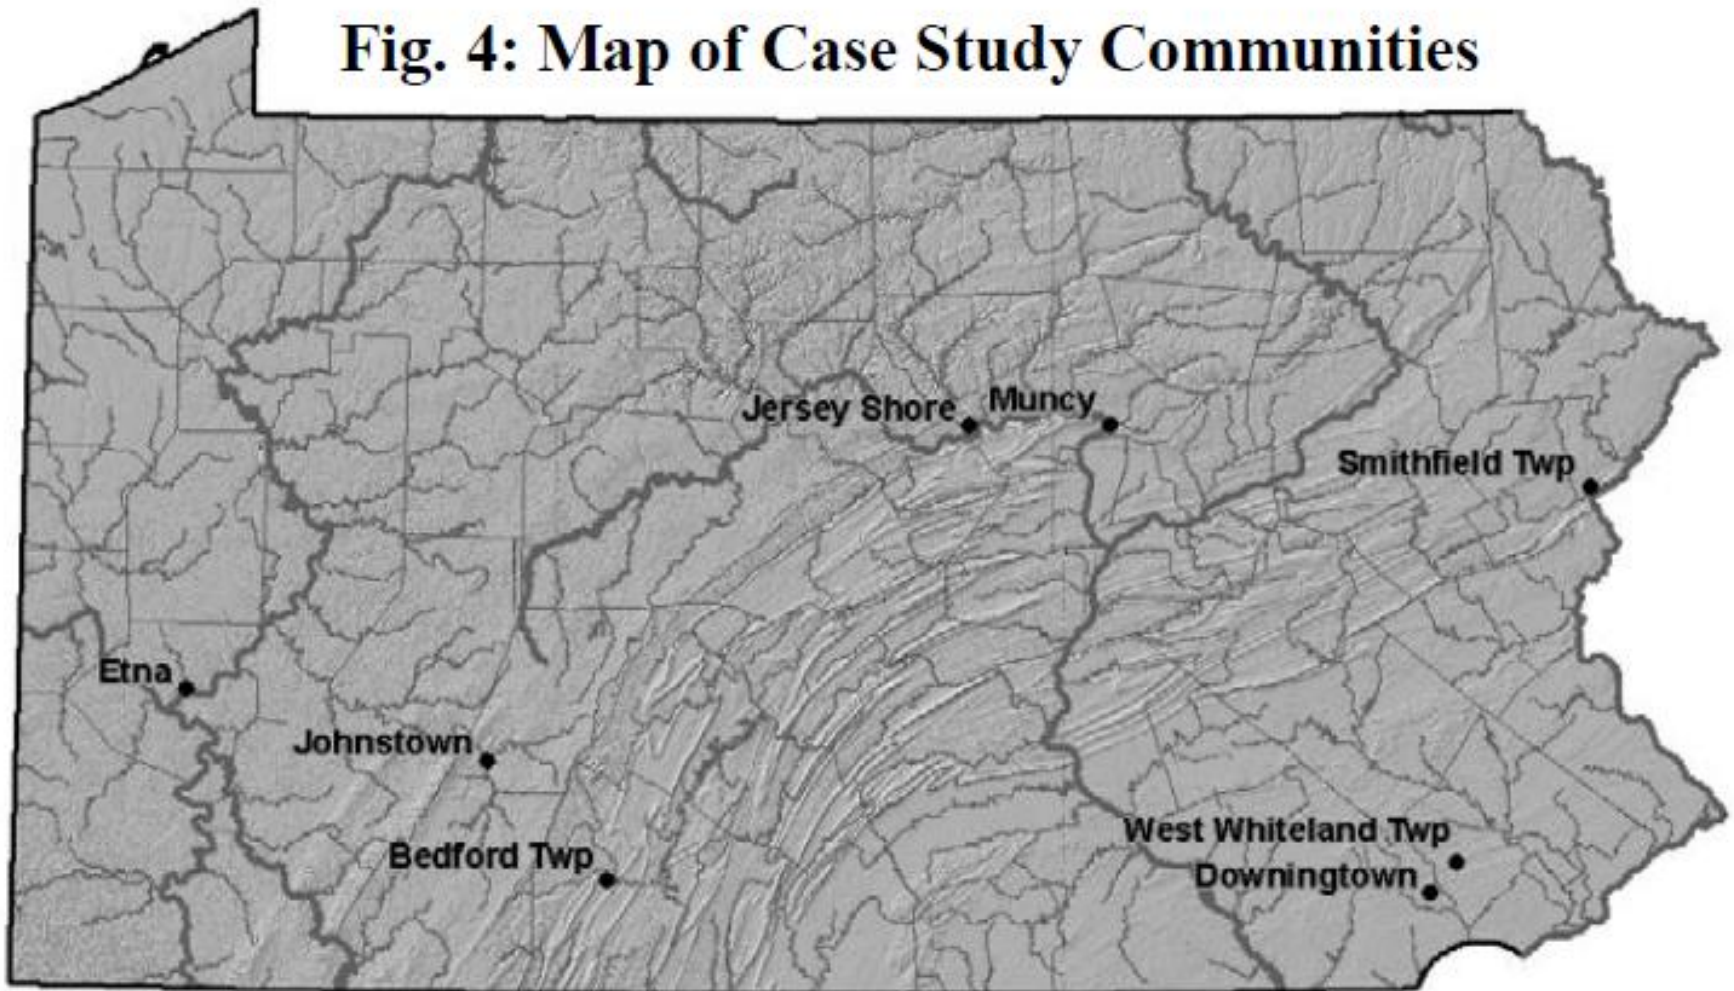 Fig. 4: Map of Case Study Communities
Jersey Shore
Muncy
Smithfield Twp
Etna
Johnstown
Bedford Twp
West Whiteland Twp
Downingtown